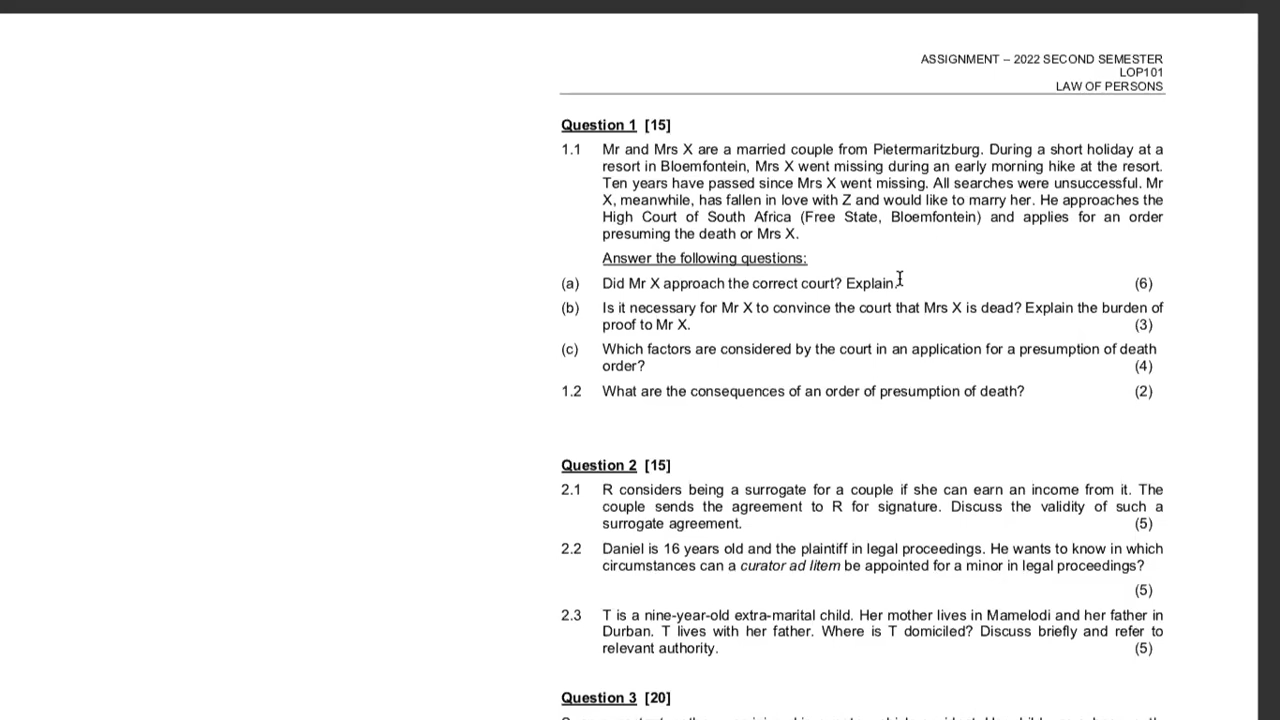 ASSIGNMENT – 2022 SECOND SEMESTER
LOP101
LAW OF PERSONS
Question 1 [15]
1.1 Mr and Mrs X are a married couple from Pietermaritzburg. During a short holiday at a
resort in Bloemfontein, Mrs X went missing during an early morning hike at the resort.
Ten years have passed since Mrs X went missing. All searches were unsuccessful. Mr
X, meanwhile, has fallen in love with Z and would like to marry her. He approaches the
High Court of South Africa (Free State, Bloemfontein) and applies for an order
presuming the death or Mrs X.
Answer the following questions:
(a) Did Mr X approach the correct court? Explain. (6)
(b) Is it necessary for Mr X to convince the court that Mrs X is dead? Explain the burden of
proof to Mr X. (3)
(c) Which factors are considered by the court in an application for a presumption of death
order? (4)
1.2 What are the consequences of an order of presumption of death? (2)
Question 2 [15]
2.1 R considers being a surrogate for a couple if she can earn an income from it. The
couple sends the agreement to R for signature. Discuss the validity of such a
surrogate agreement. (5)
2.2 Daniel is 16 years old and the plaintiff in legal proceedings. He wants to know in which
circumstances can a curator ad litem be appointed for a minor in legal proceedings?
(5)
2.3 T is a nine-year-old extra-marital child. Her mother lives in Mamelodi and her father in
Durban. T lives with her father. Where is T domiciled? Discuss briefly and refer to
relevant authority. (5)
Question 3 [20]